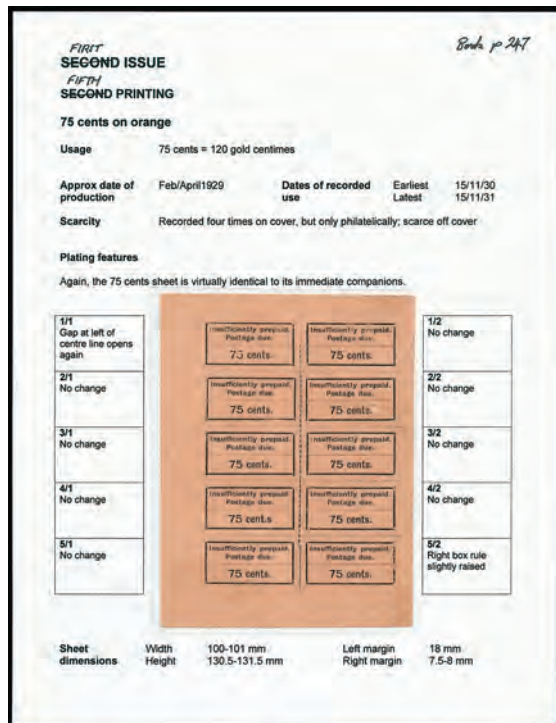 FIRST
SECOND ISSUE
FIFTH
SECOND PRINTING
p 247
75 cents on orange
Usage 75 cents = 120 gold centimes
Approx date of production Feb/April1929 Dates of recorded use Earliest 15/11/30
Latest 15/11/31
Scarcity Recorded four times on cover, but only philatelically; scarce off cover
Plating features
Again, the 75 cents sheet is virtually identical to its immediate companions.
1/1
Gap at left of
centre line opens
again
2/1
No change
3/1
No change
4/1
No change
5/1
No change
Insufficiently prepaid. Insufficiently prepaid.
Postage due. Postage due.
75 cents. 75 cents.
Insufficiently prepaid. Insufficiently prepaid.
Postage due. Postage due.
75 cents. 75 cents.
Insufficiently prepaid. Insufficiently prepaid.
Postage due. Postage due.
75 cents. 75 cents.
Insufficiently prepaid. Insufficiently prepaid.
Postage due. Postage due.
75 cent.s 75 cents.
Insufficiently prepaid. Insufficiently prepaid.
Postage due. Postage due.
75 cents. 75 cents.
1/2
No change
2/2
No change
3/2
No change
4/2
No change
5/2
Right box rule
slightly raised
Sheet Width 100-101 mm Left margin 18 mm
dimensions Height 130.5-131.5 mm Right margin 7.5-8 mm